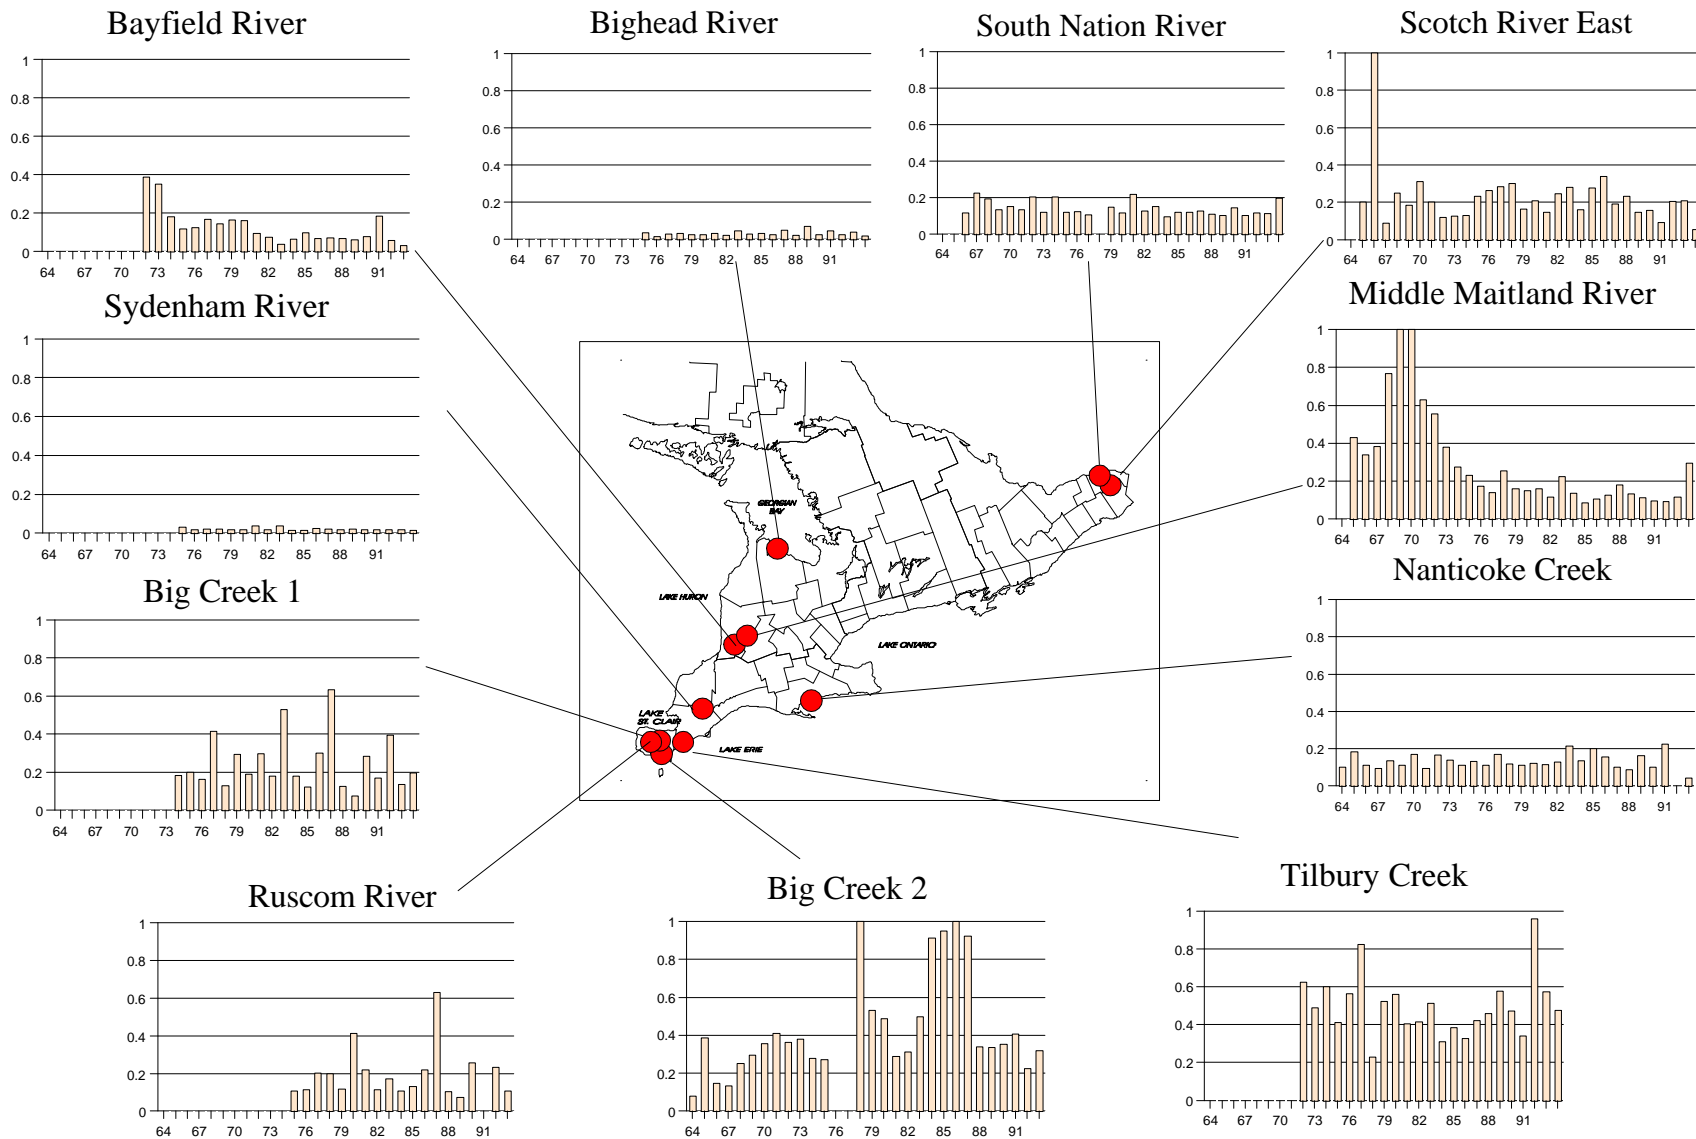 Bayfield River
1
0.8
0.6
0.4
0.2
0
64 67 70 73 76 79 82 85 88 91
Bighead River
1
0.8
0.6
0.4
0.2
0
64 67 70 73 76 79 82 85 88 91
South Nation River
1
0.8
0.6
0.4
0.2
0
64 67 70 73 76 79 82 85 88 91
Scotch River East
1
0.8
0.6
0.4
0.2
0
64 67 70 73 76 79 82 85 88 91
Sydenham River
1
0.8
0.6
0.4
0.2
0
64 67 70 73 76 79 82 85 88 91
Middle Maitland River
1
0.8
0.6
0.4
0.2
0
64 67 70 73 76 79 82 85 88 91
GEORGIAN
BAY
LAKE HURON
LAKE ONTARIO
LAKE
ST. CLAIR
LAKE ERIE
Big Creek 1
1
0.8
0.6
0.4
0.2
0
64 67 70 73 76 79 82 85 88 91
Nanticoke Creek
1
0.8
0.6
0.4
0.2
0
64 67 70 73 76 79 82 85 88 91
Ruscom River
1
0.8
0.6
0.4
0.2
0
64 67 70 73 76 79 82 85 88 91
Big Creek 2
1
0.8
0.6
0.4
0.2
0
64 67 70 73 76 79 82 85 88 91
Tilbury Creek
1
0.8
0.6
0.4
0.2
0
64 67 70 73 76 79 82 85 88 91